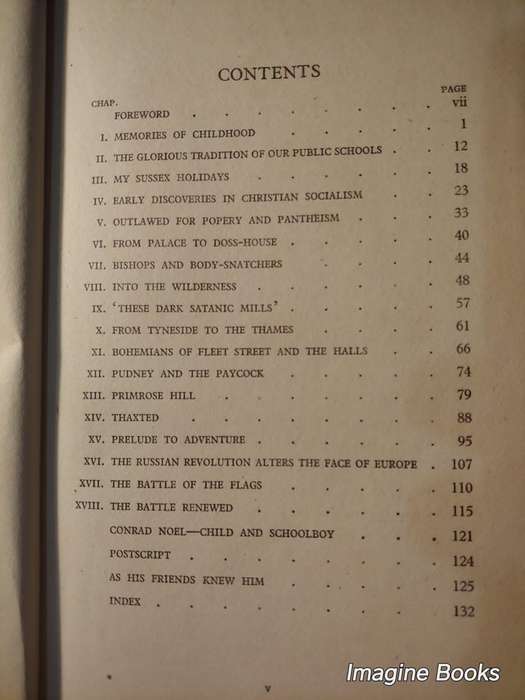 CONTENTS
CHAP. PAGE
FOREWORD . . . . . . . . vii
I. MEMORIES OF CHILDHOOD . . . . . 1
II. THE GLORIOUS TRADITION OF OUR PUBLIC SCHOOLS . . 12
III. MY SUSSEX HOLIDAYS . . . . . . 18
IV. EARLY DISCOVERIES IN CHRISTIAN SOCIALISM . . 23
V. OUTLAWED FOR POPERY AND PANTHEISM . . . 33
VI. FROM PALACE TO DOSS-HOUSE . . . . . 40
VII. BISHOPS AND BODY-SNATCHERS . . . . 44
VIII. INTO THE WILDERNESS . . . . . . 48
IX. ‘THESE DARK SATANIC MILLS’ . . . . . 57
X. FROM TYNESIDE TO THE THAMES . . . . 61
XI. BOHEMIANS OF FLEET STREET AND THE HALLS . . 66
XII. PUDNEY AND THE PAYCOCK . . . . . 74
XIII. PRIMROSE HILL . . . . . . . 79
XIV. THAXTED . . . . . . . . 88
XV. PRELUDE TO ADVENTURE . . . . . . 95
XVI. THE RUSSIAN REVOLUTION ALTERS THE FACE OF EUROPE . 107
XVII. THE BATTLE OF THE FLAGS . . . . . 110
XVIII. THE BATTLE RENEWED . . . . . 115
CONRAD NOEL—CHILD AND SCHOOLBOY . . . 121
POSTSCRIPT . . . . . . . . 124
AS HIS FRIENDS KNEW HIM . . . . . 125
INDEX . . . . . . . . . 132
v
Imagine Books